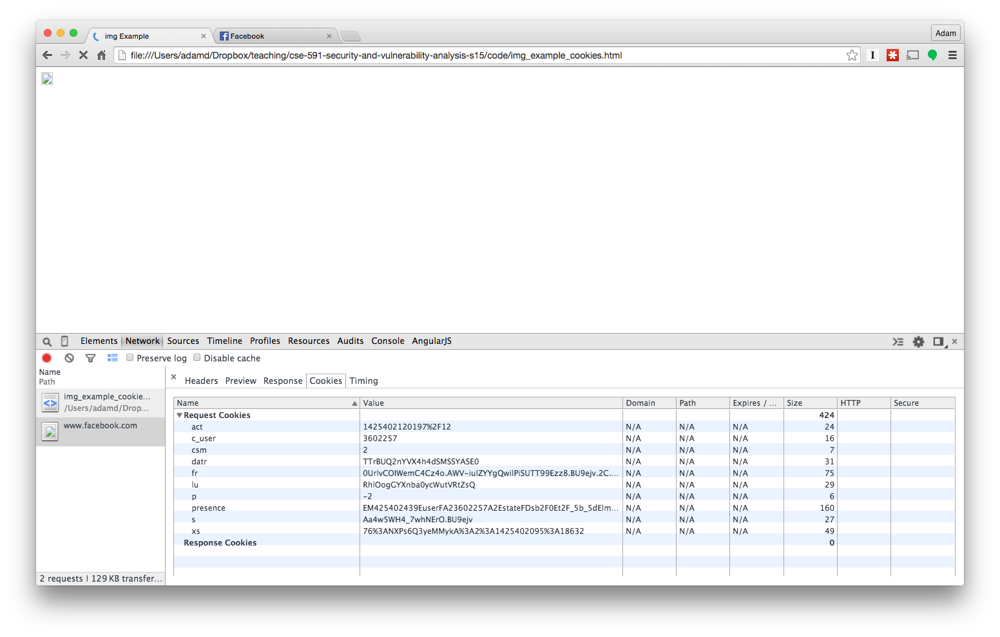 img Example
Facebook
Adam
file:///Users/adamd/Dropbox/teaching/cse-591-security-and-vulnerability-analysis-s15/code/img_example_cookies.html
Elements Network Sources Timeline Profiles Resources Audits Console AngularJS
Preserve log Disable cache
Name
Path
img_example_cookie...
/Users/adamd/Drop...
www.facebook.com
2 requests | 129 KB transfer...
Headers Preview Response Cookies Timing
Name Value Domain Path Expires / ... Size HTTP Secure
Request Cookies 424
act 1425402120197%2F12 N/A N/A N/A 24
c_user 3602257 N/A N/A N/A 16
csm 2 N/A N/A N/A 7
datr TTrBUQ2nYVX4h4dSMSSYASE0 N/A N/A N/A 31
fr 0UrlvCOIWemC4Cz4o.AWV-iulZYYgQwilPiSUTT99Ezz8.BU9ejv.2C.... N/A N/A N/A 75
lu RhlOogGYXnba0ycWutVRtZsQ N/A N/A N/A 29
p -2 N/A N/A N/A 6
presence EM425402439EuserFA23602257A2EstateFDsb2F0Et2F_5b_5dElm... N/A N/A N/A 160
s Aa4w5WH4_7whNErO.BU9ejv N/A N/A N/A 27
xs 76%3ANXPs6Q3yeMMykA%3A2%3A1425402095%3A18632 N/A N/A N/A 49
Response Cookies 0